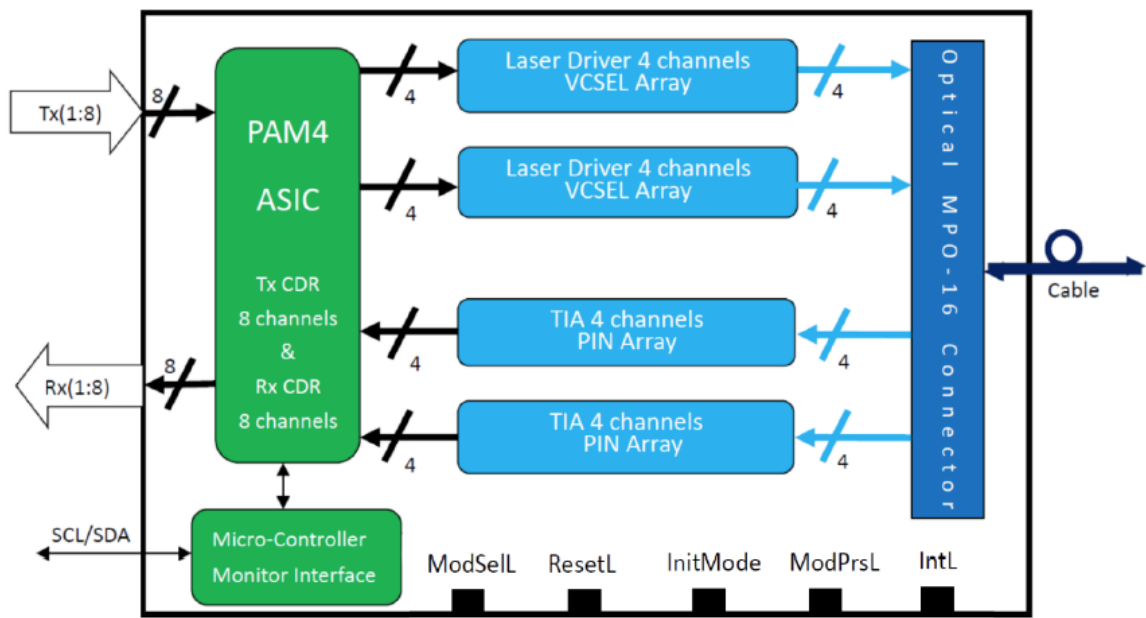 Tx(1:8)
8
PAM4
ASIC
Tx CDR
8 channels
&
Rx CDR
8 channels
Rx(1:8)
8
4
Laser Driver 4 channels
VCSEL Array
4
4
Laser Driver 4 channels
VCSEL Array
4
4
TIA 4 channels
PIN Array
4
4
TIA 4 channels
PIN Array
4
Optical MPO-16 Connector
Cable
SCL/SDA
Micro-Controller
Monitor Interface
ModSelL
ResetL
InitMode
ModPrsL
IntL